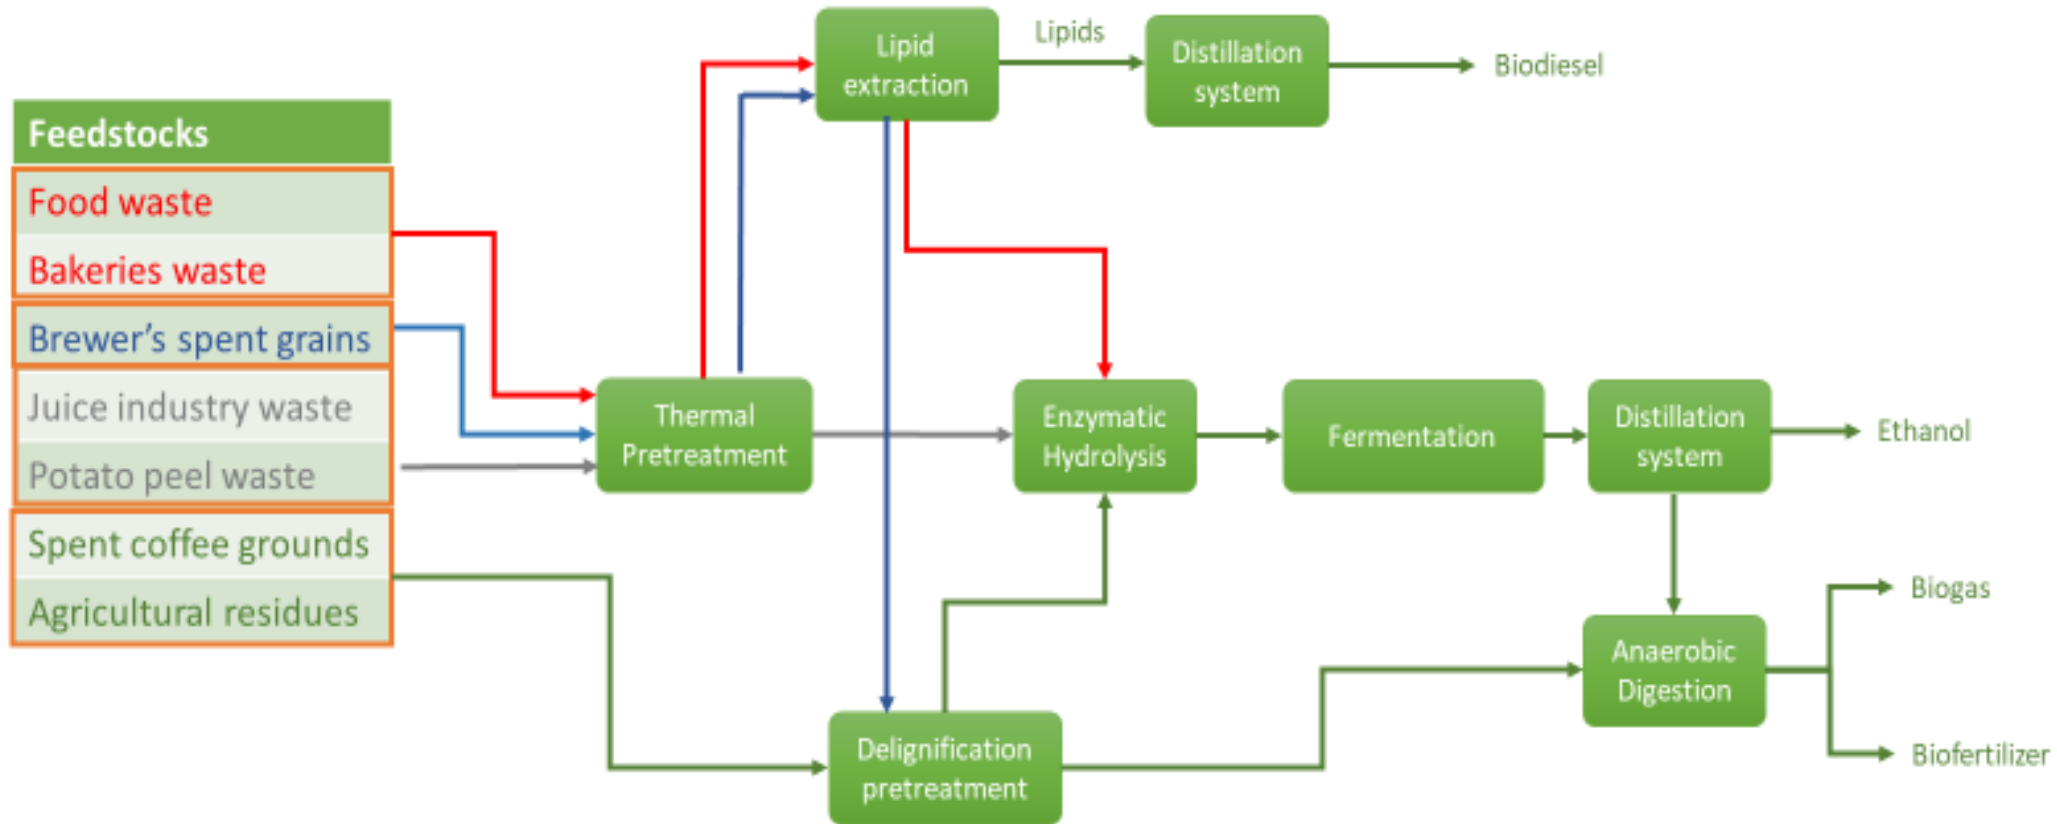 Feedstocks
Food waste
Bakeries waste
Brewer's spent grains
Juice industry waste
Potato peel waste
Spent coffee grounds
Agricultural residues
Thermal
Pretreatment
Lipid
extraction
Lipids
Distillation
system
Biodiesel
Enzymatic
Hydrolysis
Fermentation
Distillation
system
Ethanol
Delignification
pretreatment
Anaerobic
Digestion
Biogas
Biofertilizer